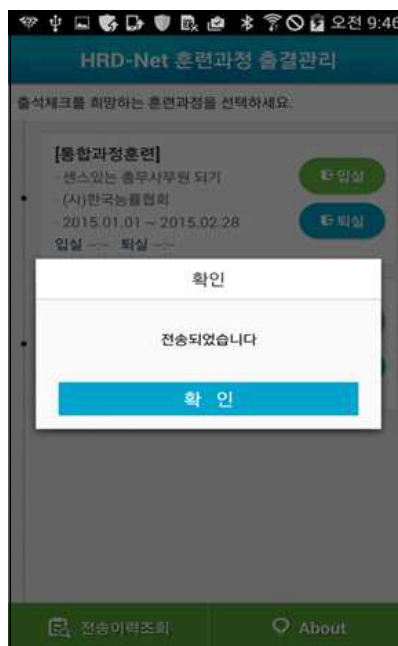 오전 9:46
HRD-Net 훈련과정 출결관리
출석체크를 희망하는 훈련과정을 선택하세요.
[통합과정훈련]
- 센스있는 총무사무원 되기
- (사)한국능률협회
- 2015.01.01 ~ 2015.02.28
입실 --:-- 퇴실 --:--
입실
퇴실
확인
전송되었습니다
확 인
전송이력조회
About